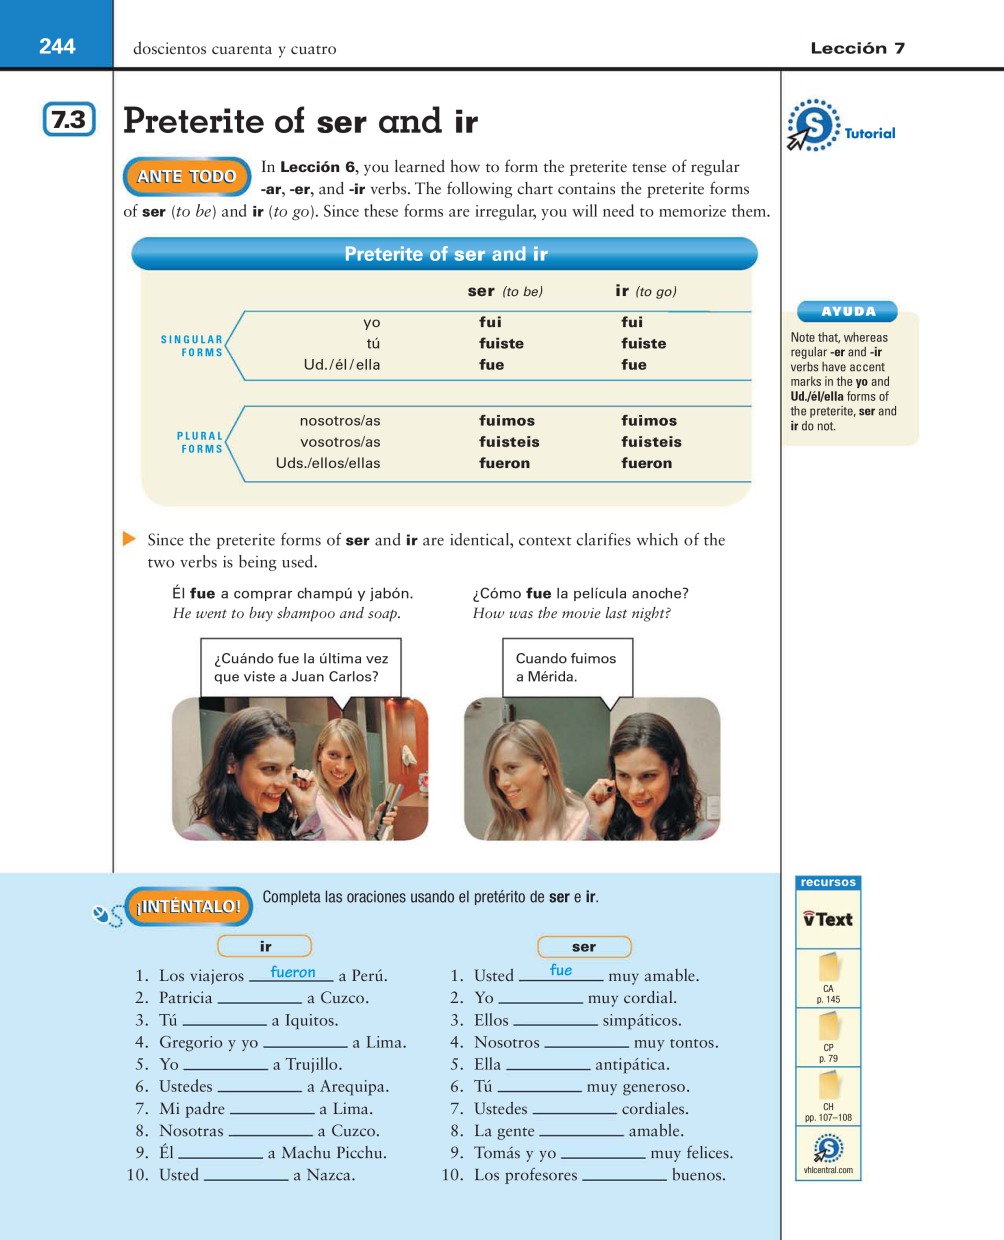 244
doscientos cuarenta y cuatro
Lección 7
7.3
Preterite of ser and ir
S Tutorial
ANTE TODO
In Lección 6, you learned how to form the preterite tense of regular
-ar, -er, and -ir verbs. The following chart contains the preterite forms
of ser (to be) and ir (to go). Since these forms are irregular, you will need to memorize them.
Preterite of ser and ir
ser (to be) ir (to go)
SINGULAR
FORMS
yo fui fui
tú fuiste fuiste
Ud./él/ella fue fue
PLURAL
FORMS
nosotros/as fuimos fuimos
vosotros/as fuisteis fuisteis
Uds./ellos/ellas fueron fueron
AYUDA
Note that, whereas
regular -er and -ir
verbs have accent
marks in the yo and
Ud./él/ella forms of
the preterite, ser and
ir do not.
Since the preterite forms of ser and ir are identical, context clarifies which of the
two verbs is being used.
Él fue a comprar champú y jabón.
He went to buy shampoo and soap.
¿Cómo fue la película anoche?
How was the movie last night?
¿Cuándo fue la última vez
que viste a Juan Carlos?
Cuando fuimos
a Mérida.
¡INTÉNTALO!
Completa las oraciones usando el pretérito de ser e ir.
ir
1. Los viajeros fueron a Perú.
2. Patricia ________ a Cuzco.
3. Tú ________ a Iquitos.
4. Gregorio y yo ________ a Lima.
5. Yo ________ a Trujillo.
6. Ustedes ________ a Arequipa.
7. Mi padre ________ a Lima.
8. Nosotras ________ a Cuzco.
9. Él ________ a Machu Picchu.
10. Usted ________ a Nazca.
ser
1. Usted fue muy amable.
2. Yo ________ muy cordial.
3. Ellos ________ simpáticos.
4. Nosotros ________ muy tontos.
5. Ella ________ antipática.
6. Tú ________ muy generoso.
7. Ustedes ________ cordiales.
8. La gente ________ amable.
9. Tomás y yo ________ muy felices.
10. Los profesores ________ buenos.
recursos
vText
CA
p. 145
CP
p. 79
CH
pp. 107–108
S
vhlcentral.com